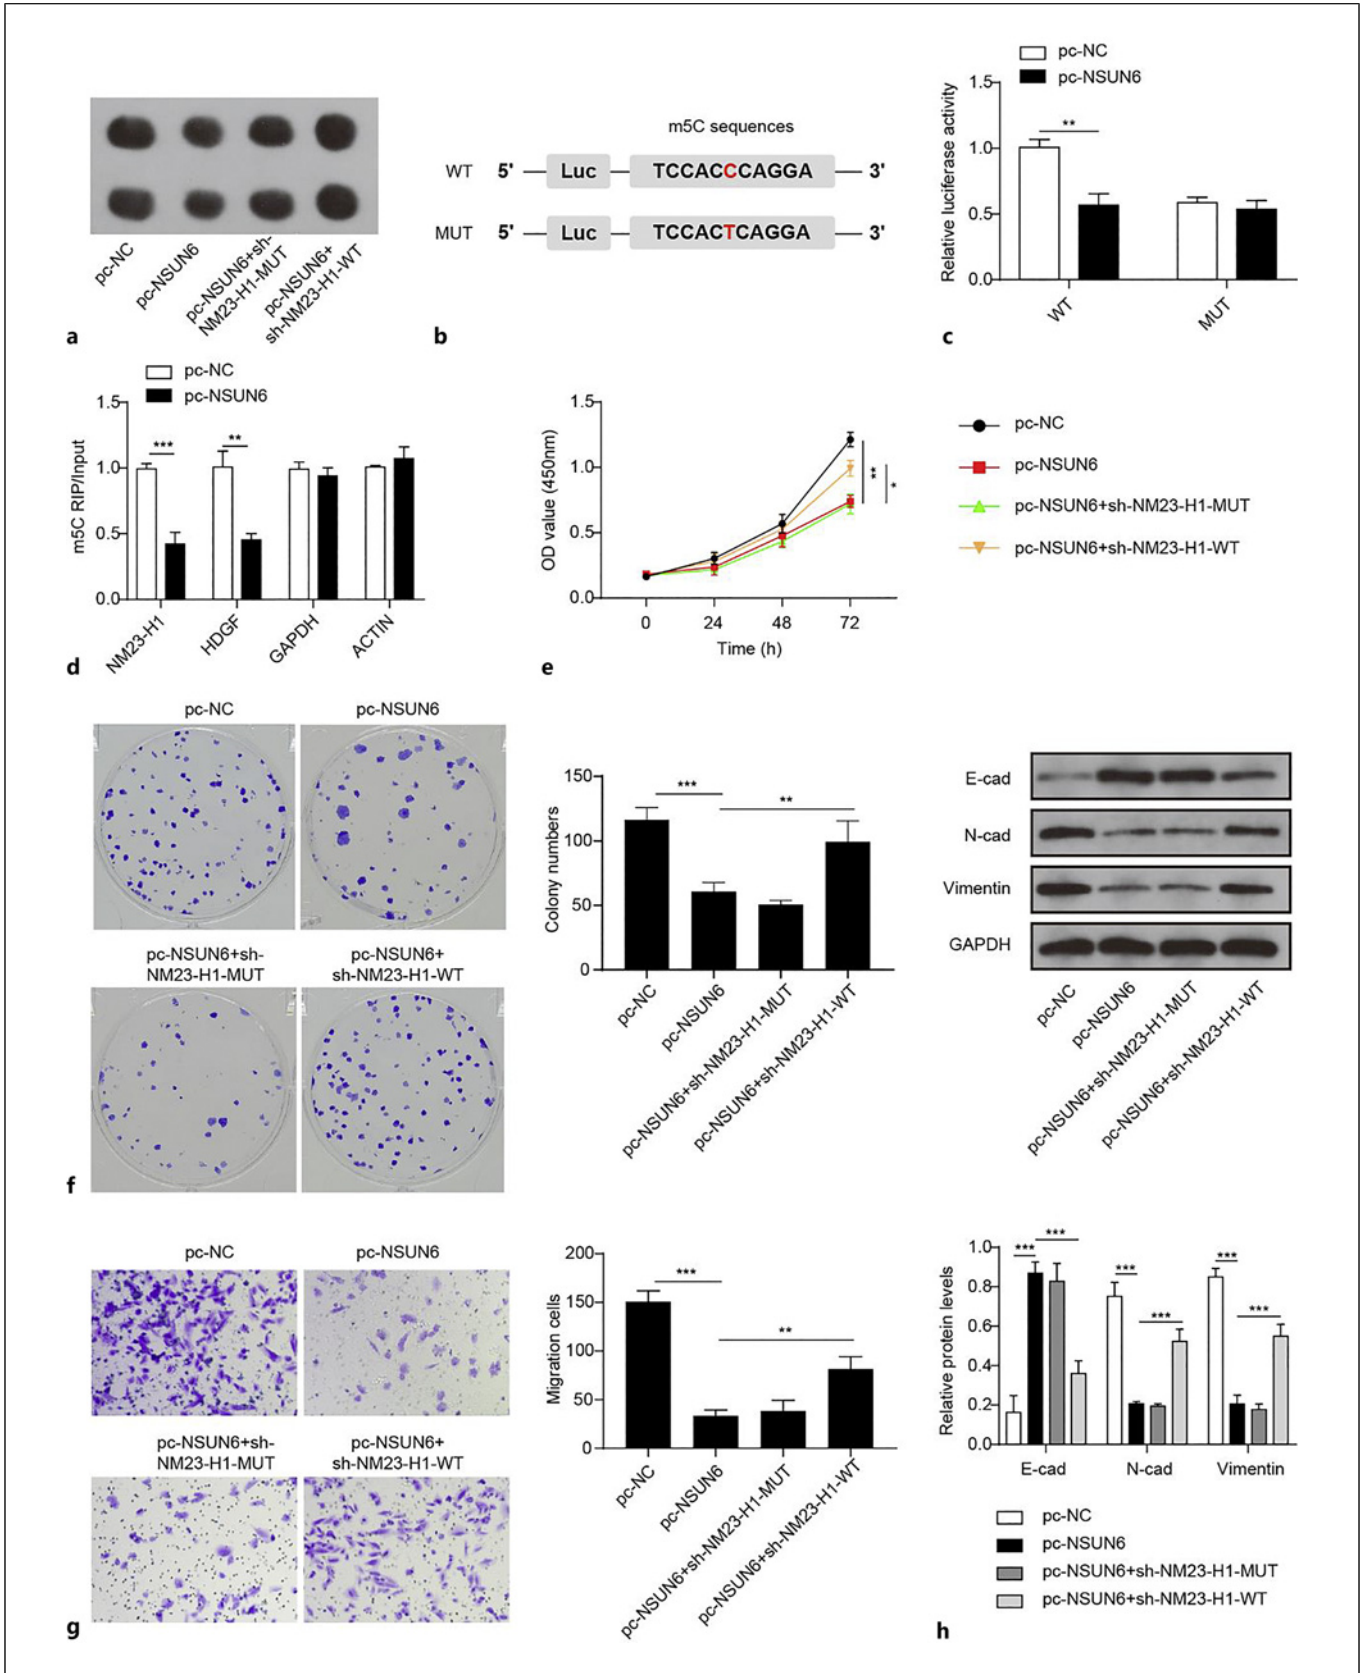 pc-NC
pc-NSUN6
pc-NSUN6+sh-
NM23-H1-MUT
pc-NSUN6+
sh-NM23-H1-WT
a
m5C sequences
WT 5' Luc TCCACCCAGGA 3'
MUT 5' Luc TCCACTCAGGA 3'
b
pc-NC
pc-NSUN6
Relative luciferase activity
1.5
1.0
0.5
0.0
**
WT
MUT
c
pc-NC
pc-NSUN6
m5C RIP/Input
1.5
1.0
0.5
0.0
***
**
NM23-H1
HDGF
GAPDH
ACTIN
d
OD value (450nm)
1.5
1.0
0.5
0.0
**
*
0 24 48 72
Time (h)
pc-NC
pc-NSUN6
pc-NSUN6+sh-NM23-H1-MUT
pc-NSUN6+sh-NM23-H1-WT
e
pc-NC
pc-NSUN6
pc-NSUN6+sh-
NM23-H1-MUT
pc-NSUN6+
sh-NM23-H1-WT
f
Colony numbers
150
100
50
0
***
**
pc-NC
pc-NSUN6
pc-NSUN6+sh-NM23-H1-MUT
pc-NSUN6+sh-NM23-H1-WT
E-cad
N-cad
Vimentin
GAPDH
pc-NC
pc-NSUN6
pc-NSUN6+sh-NM23-H1-MUT
pc-NSUN6+sh-NM23-H1-WT
pc-NC
pc-NSUN6
pc-NSUN6+sh-
NM23-H1-MUT
pc-NSUN6+
sh-NM23-H1-WT
g
Migration cells
200
150
100
50
0
***
**
pc-NC
pc-NSUN6
pc-NSUN6+sh-NM23-H1-MUT
pc-NSUN6+sh-NM23-H1-WT
Relative protein levels
1.0
0.8
0.6
0.4
0.2
0.0
*** ***
*** ***
*** ***
E-cad N-cad Vimentin
pc-NC
pc-NSUN6
pc-NSUN6+sh-NM23-H1-MUT
pc-NSUN6+sh-NM23-H1-WT
h